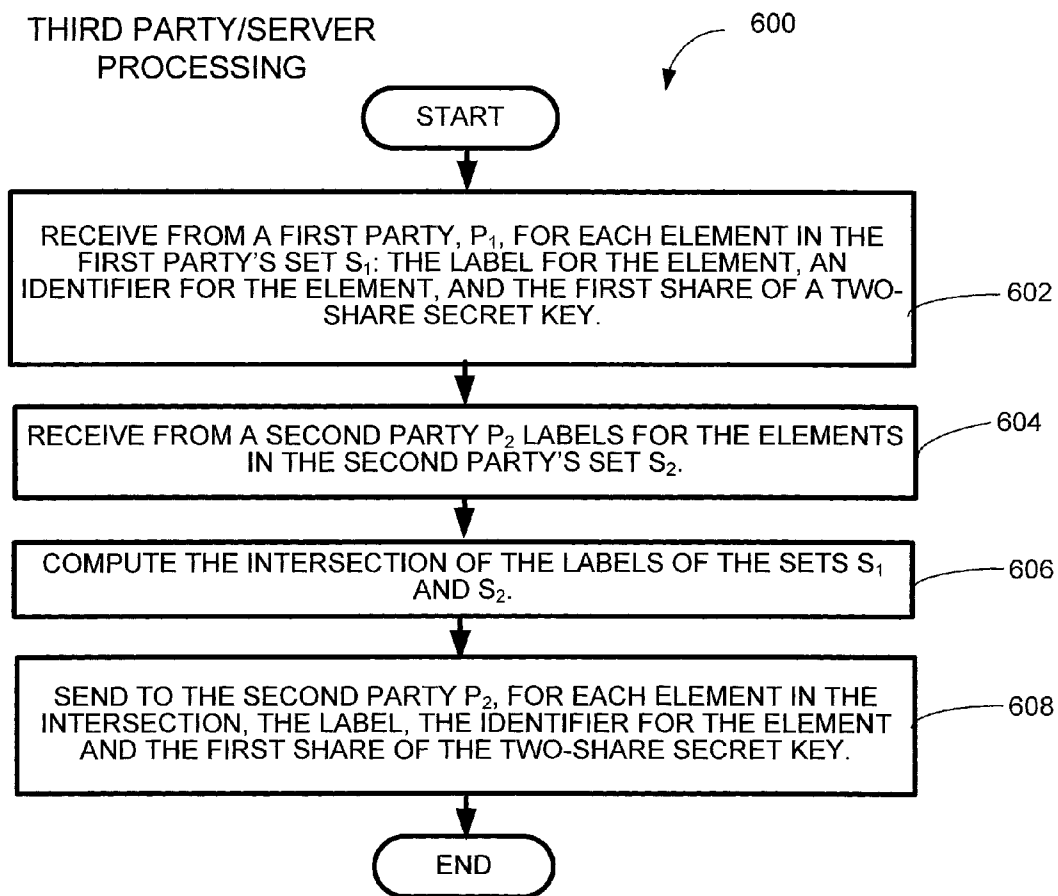 THIRD PARTY/SERVER
PROCESSING
600
START
RECEIVE FROM A FIRST PARTY, P₁, FOR EACH ELEMENT IN THE
FIRST PARTY'S SET S₁: THE LABEL FOR THE ELEMENT, AN
IDENTIFIER FOR THE ELEMENT, AND THE FIRST SHARE OF A TWO-
SHARE SECRET KEY.
602
RECEIVE FROM A SECOND PARTY P₂ LABELS FOR THE ELEMENTS
IN THE SECOND PARTY'S SET S₂.
604
COMPUTE THE INTERSECTION OF THE LABELS OF THE SETS S₁
AND S₂.
606
SEND TO THE SECOND PARTY P₂, FOR EACH ELEMENT IN THE
INTERSECTION, THE LABEL, THE IDENTIFIER FOR THE ELEMENT
AND THE FIRST SHARE OF THE TWO-SHARE SECRET KEY.
608
END